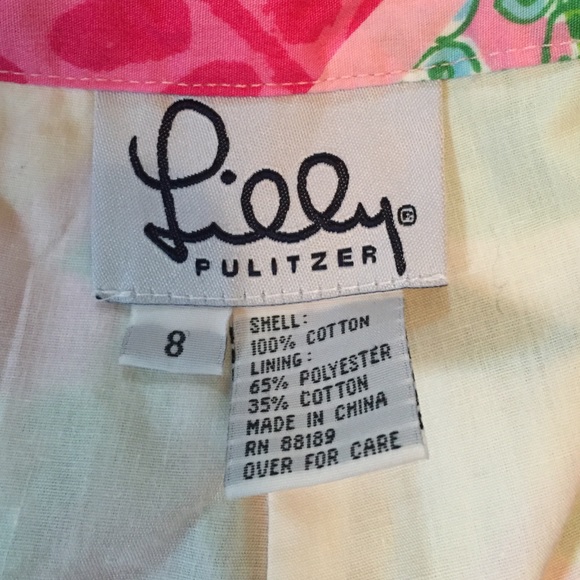 Lilly®
PULITZER
8
SHELL:
100% COTTON
LINING:
65% POLYESTER
35% COTTON
MADE IN CHINA
RN 88189
OVER FOR CARE